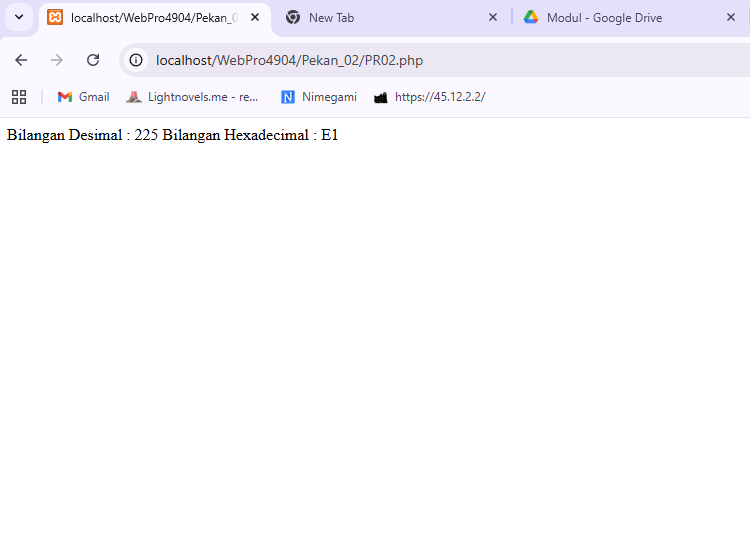 localhost/WebPro4904/Pekan_0
New Tab
Modul - Google Drive
localhost/WebPro4904/Pekan_02/PR02.php
Gmail
Lightnovels.me - re...
Nimegami
https://45.12.2.2/
Bilangan Desimal : 225 Bilangan Hexadecimal : E1